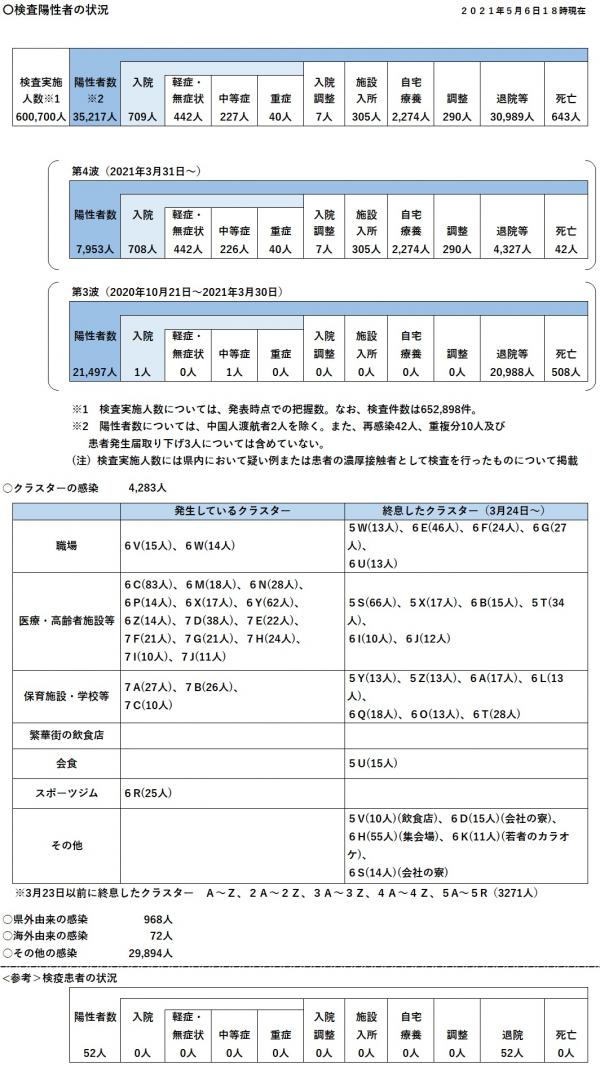 〇検査陽性者の状況
２０２１年５月６日１８時現在
検査実施 陽性者数 入院 軽症・ 中等症 重症 入院 施設 自宅 調整 退院等 死亡
人数※1 ※2 無症状 調整 入所 療養
600,700人 35,217人 709人 442人 227人 40人 7人 305人 2,274人 290人 30,989人 643人
第4波（2021年3月31日～）
陽性者数 入院 軽症・ 中等症 重症 入院 施設 自宅 調整 退院等 死亡
無症状 調整 入所 療養
7,953人 708人 442人 226人 40人 7人 305人 2,274人 290人 4,327人 42人
第3波（2020年10月21日～2021年3月30日）
陽性者数 入院 軽症・ 中等症 重症 入院 施設 自宅 調整 退院等 死亡
無症状 調整 入所 療養
21,497人 1人 0人 1人 0人 0人 0人 0人 0人 20,988人 508人
※1　検査実施人数については、発表時点での把握数。なお、検査件数は652,898件。
※2　陽性者数については、中国人渡航者2人を除く。また、再感染42人、重複分10人及び
患者発生届取り下げ3人については含めていない。
（注）検査実施人数には県内において疑い例または患者の濃厚接触者として検査を行ったものについて掲載
〇クラスターの感染 4,283人
発生しているクラスター 終息したクラスター（3月24日～）
職場
６V(15人）、６W(14人）
５W(13人）、６E(46人）、６F(24人）、６G(27
人）、
６U(13人）
医療・高齢者施設等
６C(83人）、６M(18人）、６N(28人）、
６P(14人）、６X(17人）、６Y(62人）、
６Z(14人）、７D(38人）、７E(22人）、
７F(21人）、７G(21人）、７H(24人）、
７I(10人）、７J(11人）
５S(66人）、５X(17人）、６B(15人）、５T(34
人）、
６I(10人）、６J(12人）
保育施設・学校等
７A(27人）、７B(26人）、
７C(10人）
５Y(13人）、５Z(13人）、６A(17人）、６L(13
人）、
６Q(18人）、６O(13人）、６T(28人）
繁華街の飲食店
会食
５U(15人）
スポーツジム
６R(25人）
その他
５V(10人）(飲食店）、６D(15人）(会社の寮）、
６H(55人）(集会場）、６K(11人）(若者のカラオ
ケ）、
６S(14人）(会社の寮）
※3月23日以前に終息したクラスター　Ａ～Ｚ、２Ａ～２Ｚ、３Ａ～３Ｚ、４Ａ～４Ｚ、５A～５R（3271人）
〇県外由来の感染 968人
〇海外由来の感染 72人
〇その他の感染 29,894人
<参考＞検疫患者の状況
陽性者数 入院 軽症・ 中等症 重症 入院 施設 自宅 調整 退院 死亡
無症状 調整 入所 療養
52人 0人 0人 0人 0人 0人 0人 0人 0人 52人 0人